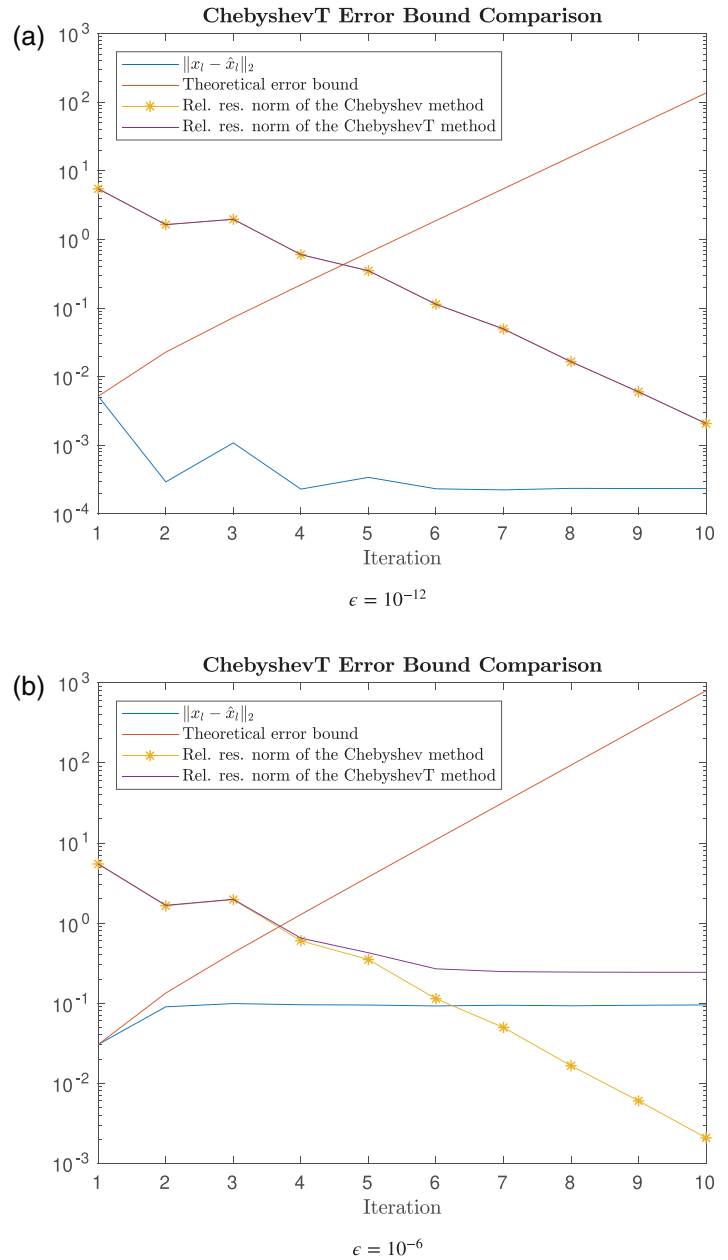 (a)
ChebyshevT Error Bound Comparison
10^3
10^2
10^1
10^0
10^-1
10^-2
10^-3
10^-4
‖x_l − x̂_l‖_2
Theoretical error bound
Rel. res. norm of the Chebyshev method
Rel. res. norm of the ChebyshevT method
1 2 3 4 5 6 7 8 9 10
Iteration
ϵ = 10^−12
(b)
ChebyshevT Error Bound Comparison
10^3
10^2
10^1
10^0
10^-1
10^-2
10^-3
‖x_l − x̂_l‖_2
Theoretical error bound
Rel. res. norm of the Chebyshev method
Rel. res. norm of the ChebyshevT method
1 2 3 4 5 6 7 8 9 10
Iteration
ϵ = 10^−6